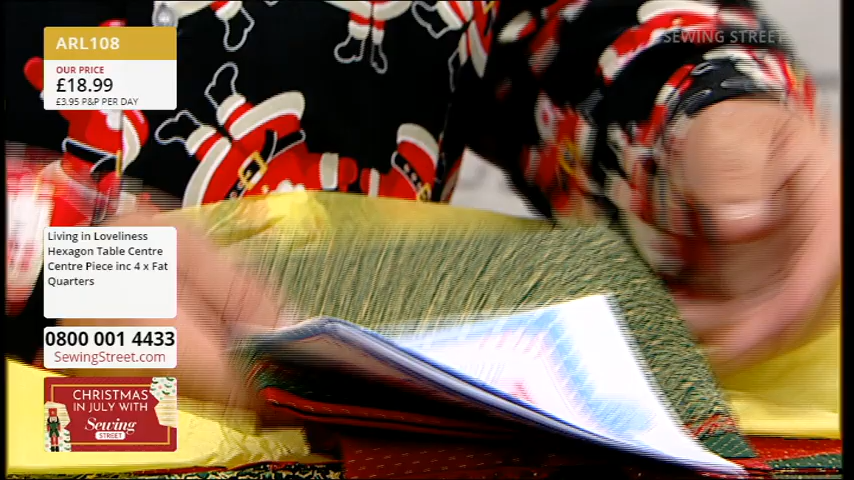 ARL108
OUR PRICE
£18.99
£3.95 P&P PER DAY
SEWING STREET
Living in Loveliness
Hexagon Table Centre
Centre Piece inc 4 x Fat
Quarters
0800 001 4433
SewingStreet.com
CHRISTMAS
IN JULY WITH
Sewing
STREET